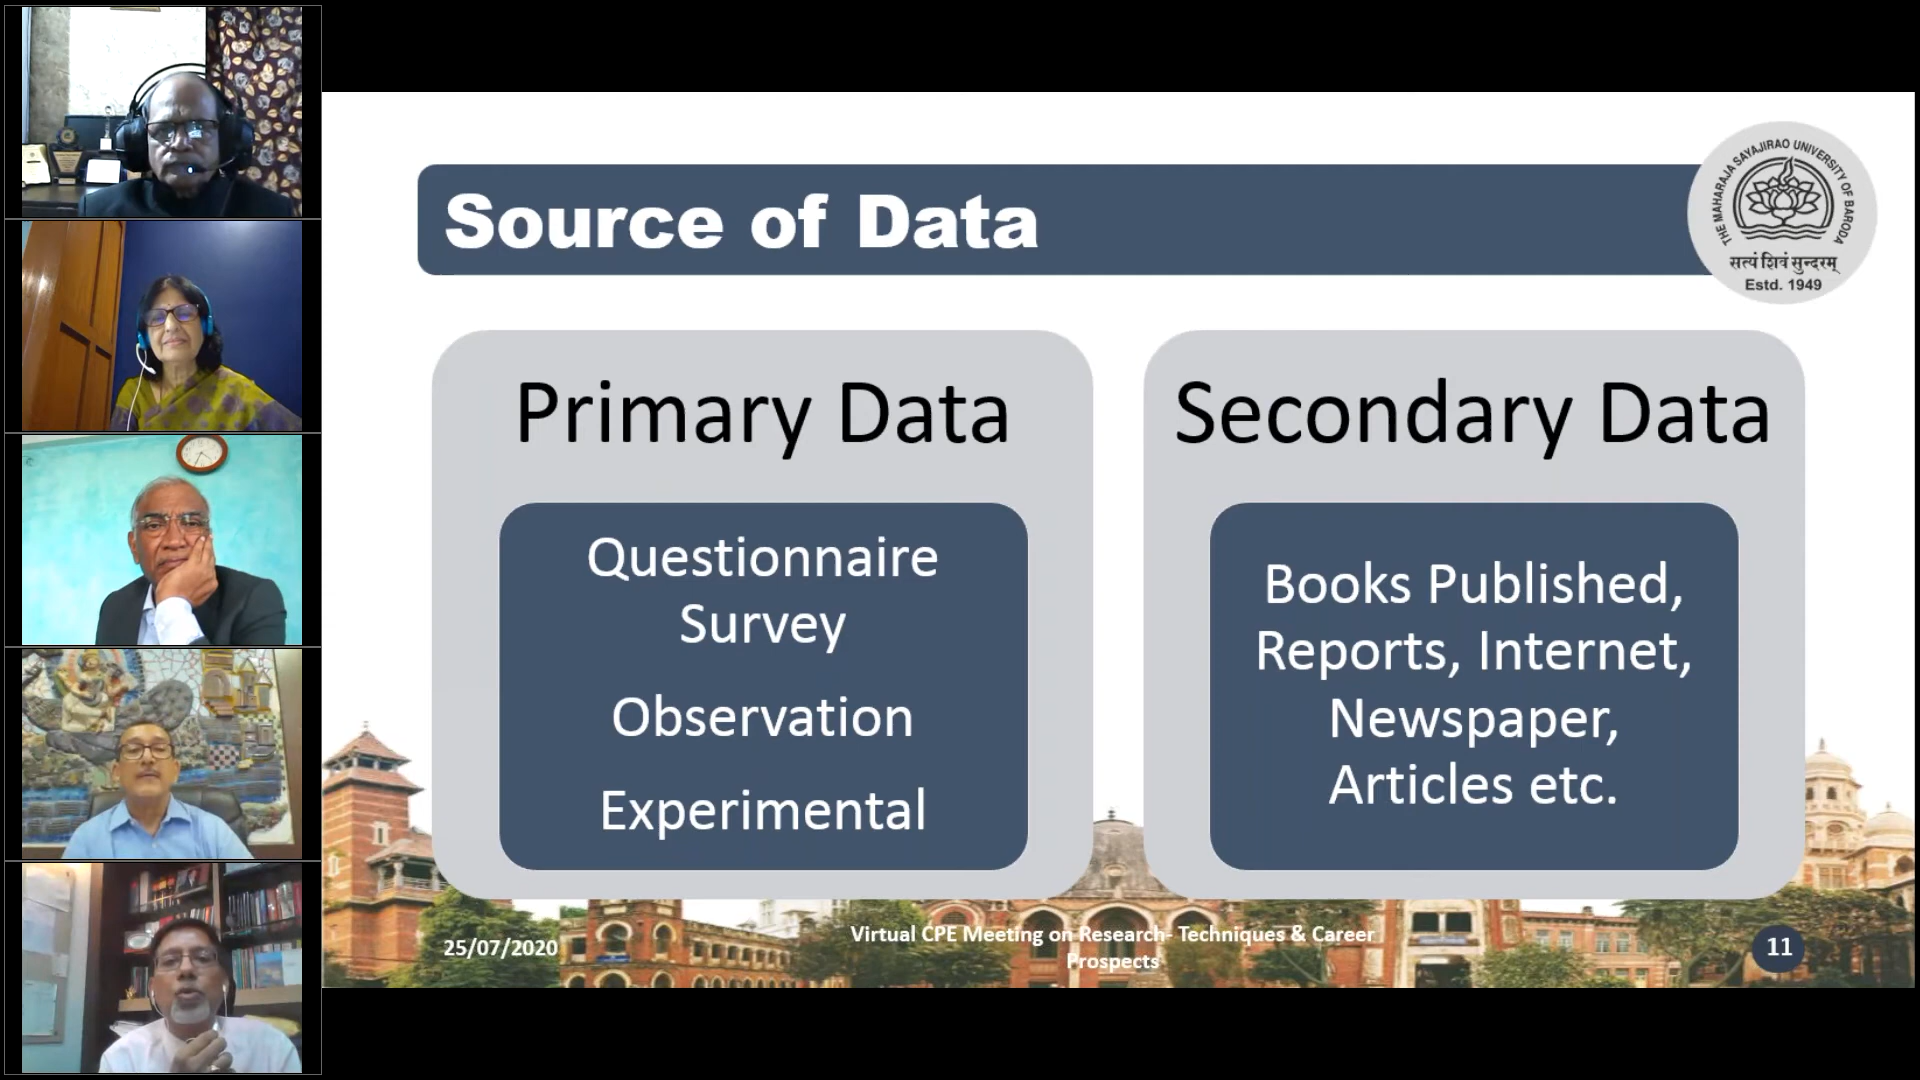 Source of Data
THE MAHARAJA SAYAJIRAO UNIVERSITY OF BARODA
सत्यं शिवं सुन्दरम्
Estd. 1949
Primary Data
Questionnaire
Survey
Observation
Experimental
Secondary Data
Books Published,
Reports, Internet,
Newspaper,
Articles etc.
25/07/2020
Virtual CPE Meeting on Research- Techniques & Career
Prospects
11